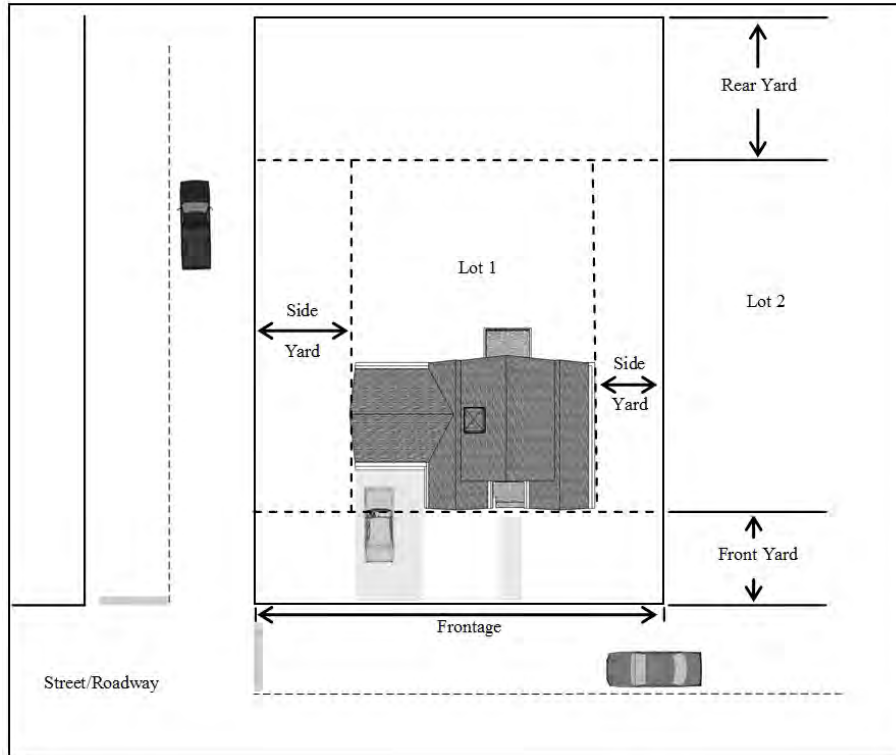 Rear Yard
Lot 1
Lot 2
Side
Yard
Side
Yard
Front Yard
Frontage
Street/Roadway